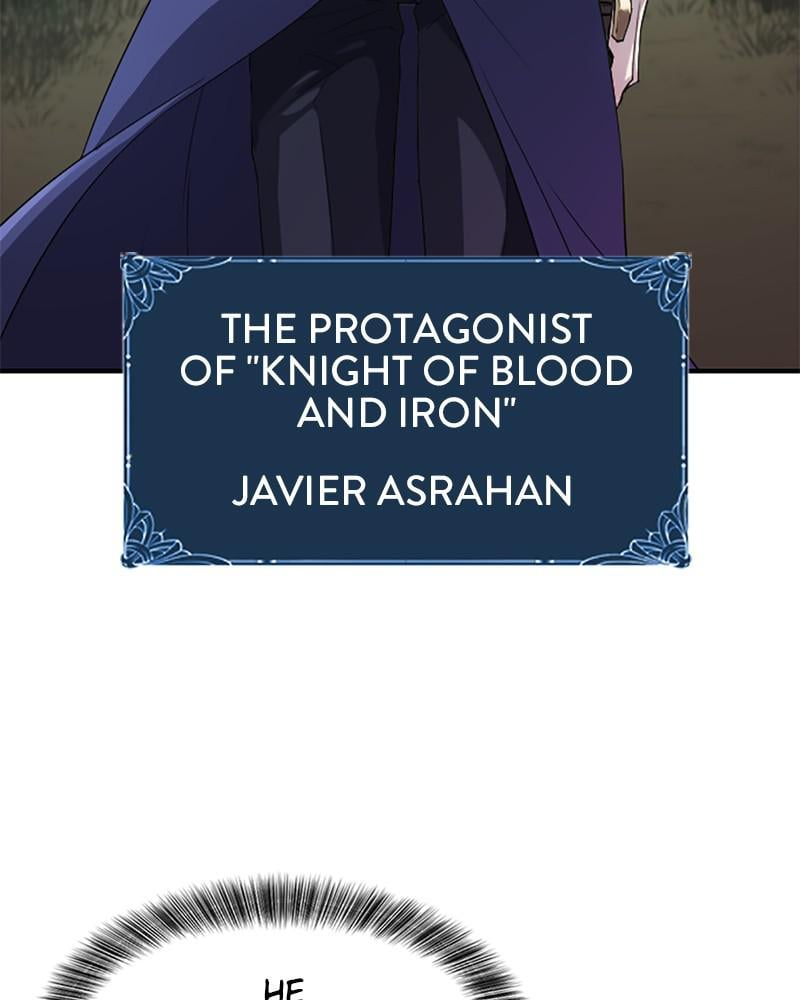 THE PROTAGONIST
OF "KNIGHT OF BLOOD
AND IRON"
JAVIER ASRAHAN
HE